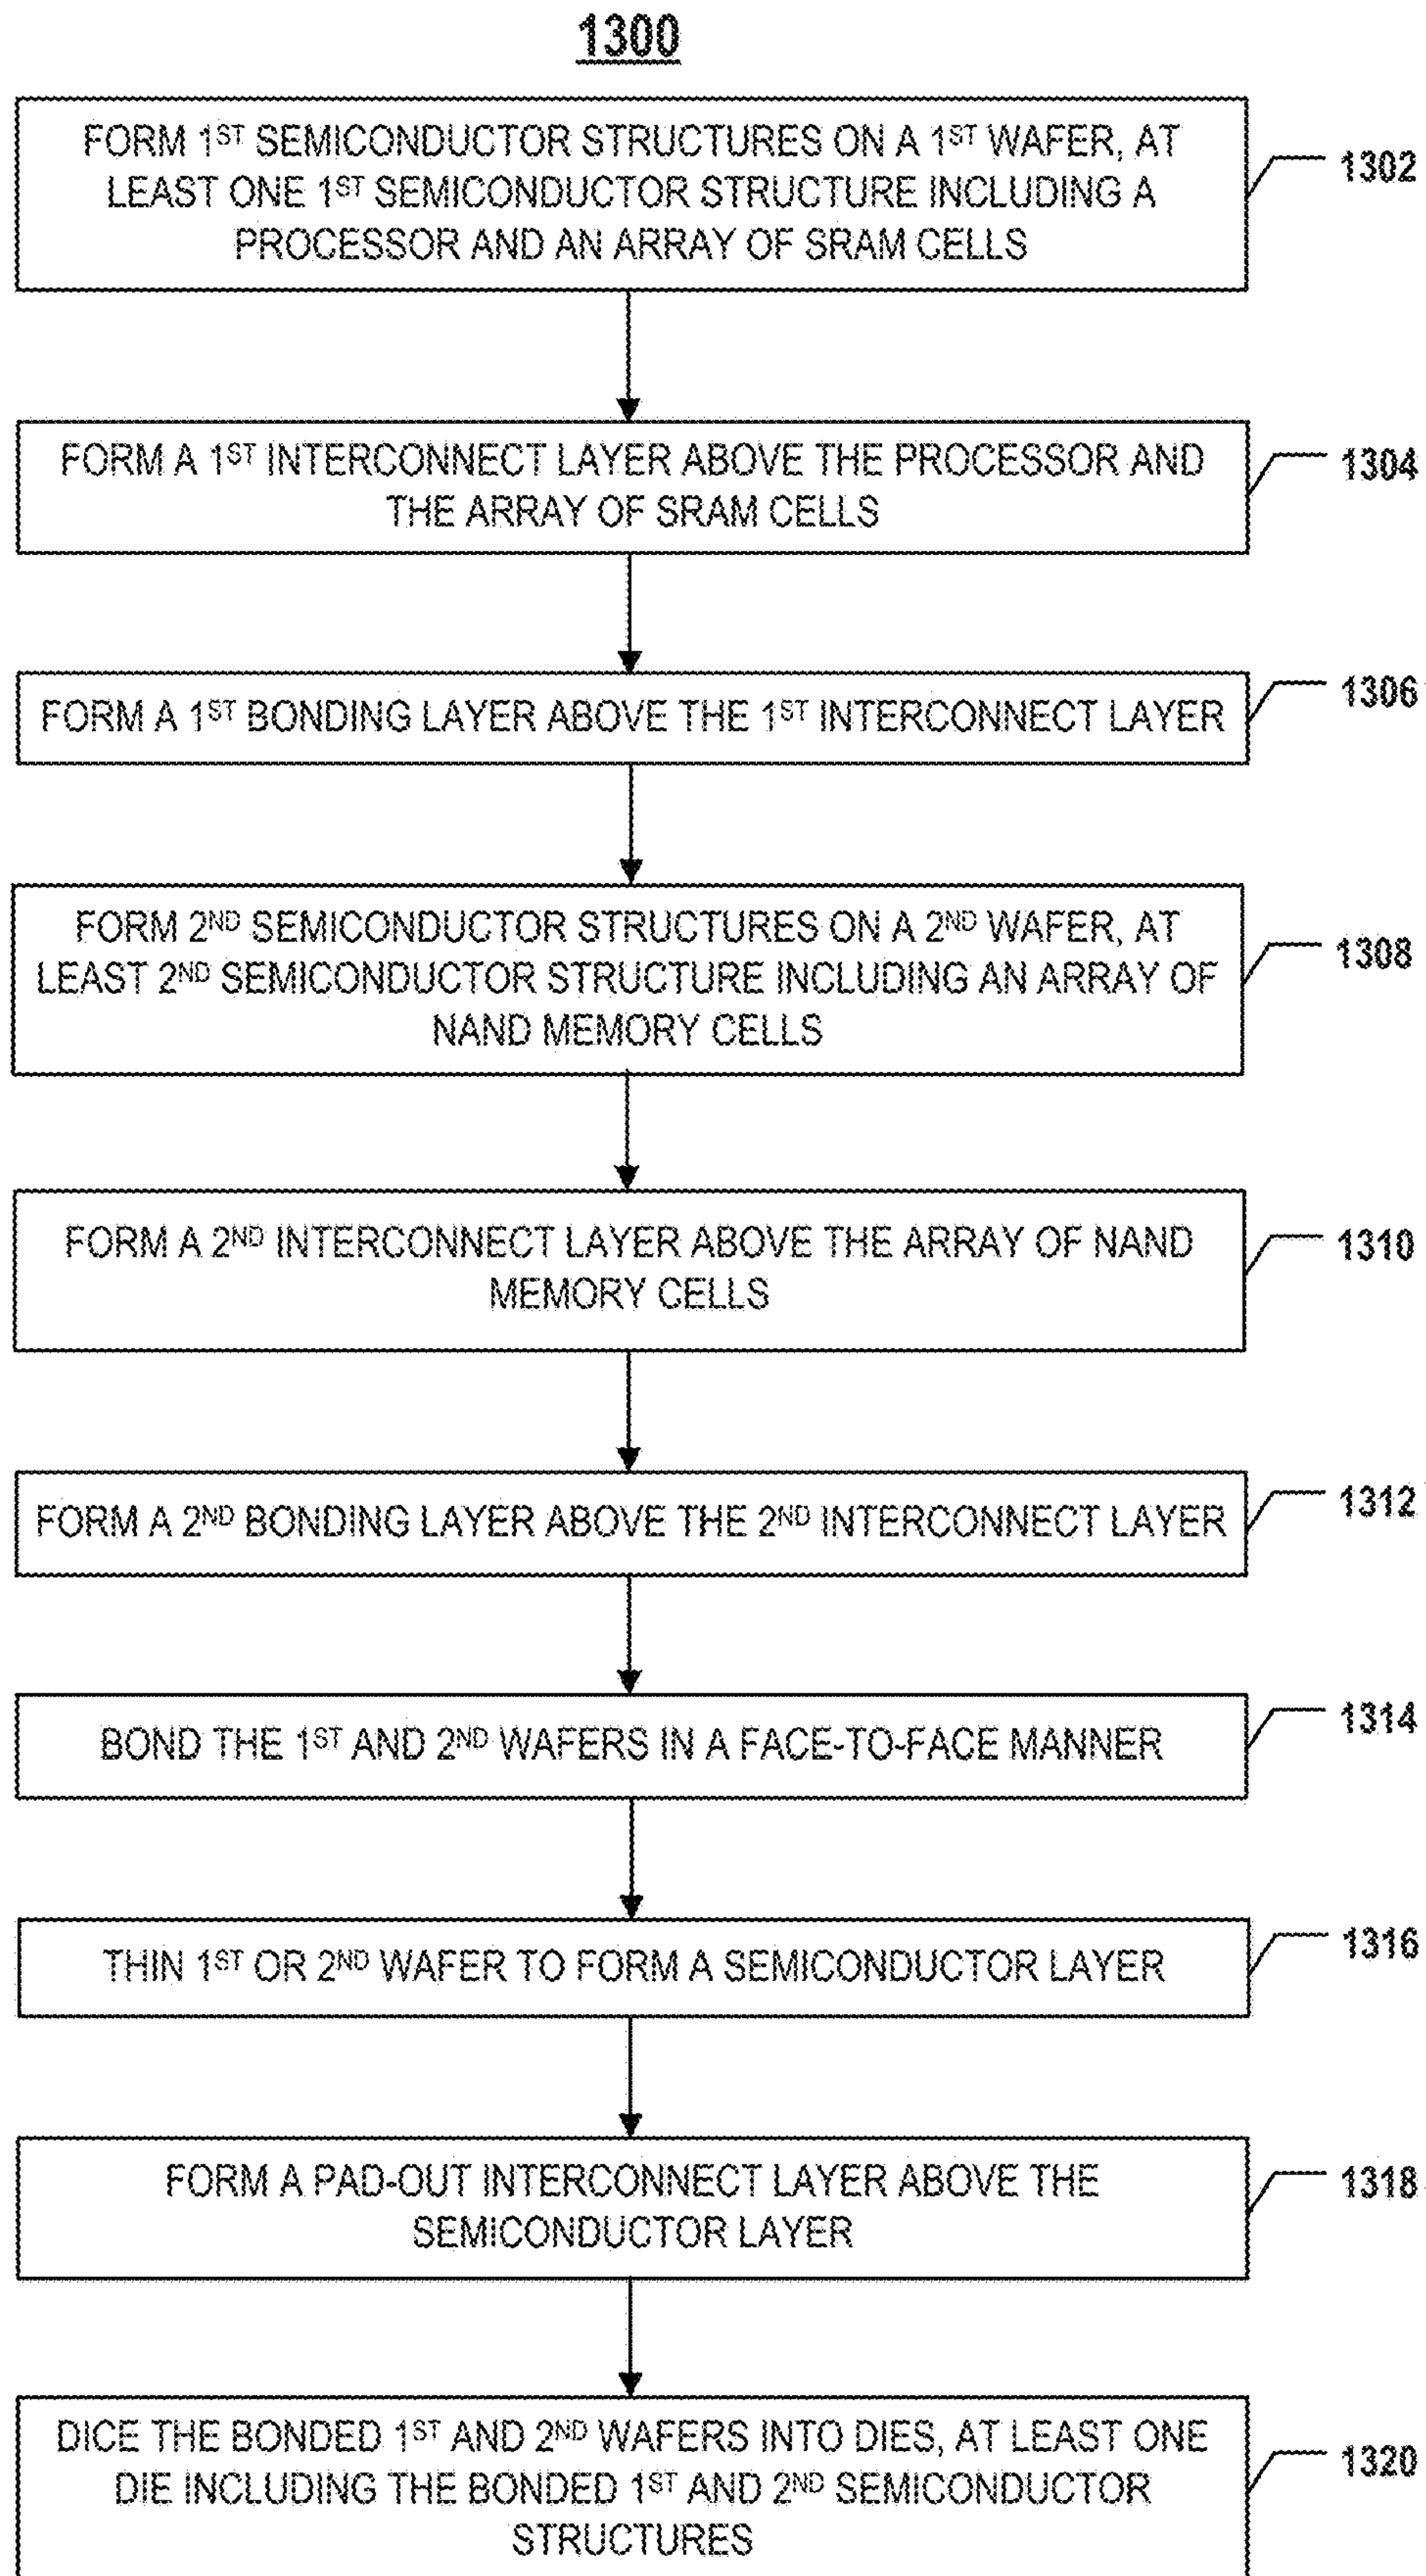 1300
FORM 1ST SEMICONDUCTOR STRUCTURES ON A 1ST WAFER, AT
LEAST ONE 1ST SEMICONDUCTOR STRUCTURE INCLUDING A
PROCESSOR AND AN ARRAY OF SRAM CELLS
1302
FORM A 1ST INTERCONNECT LAYER ABOVE THE PROCESSOR AND
THE ARRAY OF SRAM CELLS
1304
FORM A 1ST BONDING LAYER ABOVE THE 1ST INTERCONNECT LAYER
1306
FORM 2ND SEMICONDUCTOR STRUCTURES ON A 2ND WAFER, AT
LEAST 2ND SEMICONDUCTOR STRUCTURE INCLUDING AN ARRAY OF
NAND MEMORY CELLS
1308
FORM A 2ND INTERCONNECT LAYER ABOVE THE ARRAY OF NAND
MEMORY CELLS
1310
FORM A 2ND BONDING LAYER ABOVE THE 2ND INTERCONNECT LAYER
1312
BOND THE 1ST AND 2ND WAFERS IN A FACE-TO-FACE MANNER
1314
THIN 1ST OR 2ND WAFER TO FORM A SEMICONDUCTOR LAYER
1316
FORM A PAD-OUT INTERCONNECT LAYER ABOVE THE
SEMICONDUCTOR LAYER
1318
DICE THE BONDED 1ST AND 2ND WAFERS INTO DIES, AT LEAST ONE
DIE INCLUDING THE BONDED 1ST AND 2ND SEMICONDUCTOR
STRUCTURES
1320